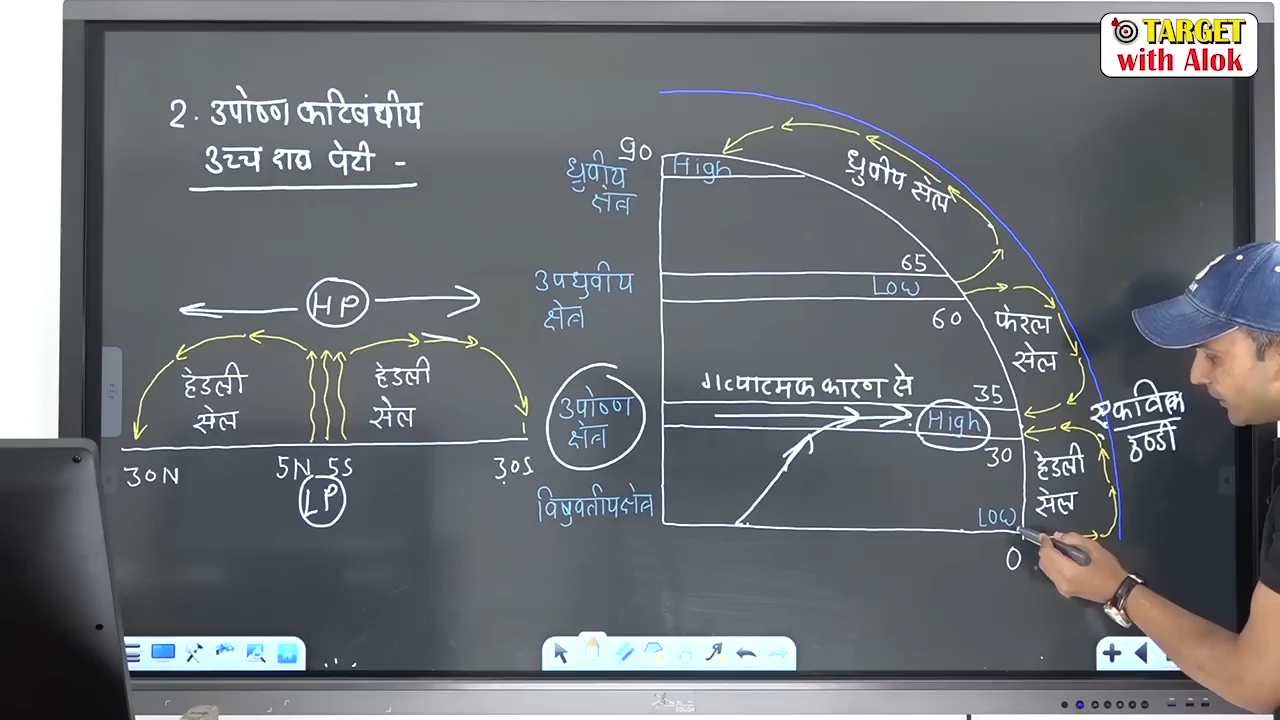 TARGET
with Alok
2. उपोष्ण कटिबंधीय
उच्च दाब पेटी -
HP
हेडली
सेल
हेडली
सेल
30N
5N 5S
30S
LP
90
ध्रुवीय
क्षेत्र
High
ध्रुवीय सेल
उपध्रुवीय
क्षेत्र
65
Low
60
फेरल
सेल
गत्यात्मक कारण से
35
उपोष्ण
क्षेत्र
High
30
हेडली
सेल
ठण्डी
विषुवतीय क्षेत्र
Low
0